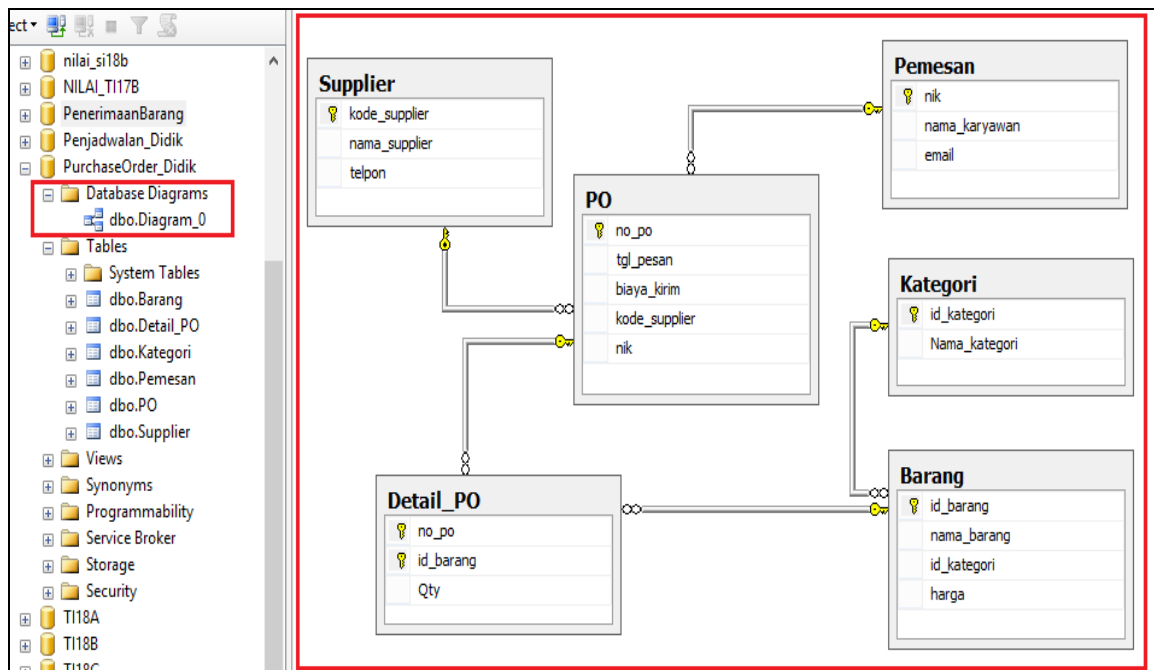 ect
nilai_si18b
NILAI_TI17B
PenerimaanBarang
Penjadwalan_Didik
PurchaseOrder_Didik
Database Diagrams
dbo.Diagram_0
Tables
System Tables
dbo.Barang
dbo.Detail_PO
dbo.Kategori
dbo.Pemesan
dbo.PO
dbo.Supplier
Views
Synonyms
Programmability
Service Broker
Storage
Security
TI18A
TI18B
TI18C
Supplier
kode_supplier
nama_supplier
telpon
Pemesan
nik
nama_karyawan
email
PO
no_po
tgl_pesan
biaya_kirim
kode_supplier
nik
Kategori
id_kategori
Nama_kategori
Detail_PO
no_po
id_barang
Qty
Barang
id_barang
nama_barang
id_kategori
harga